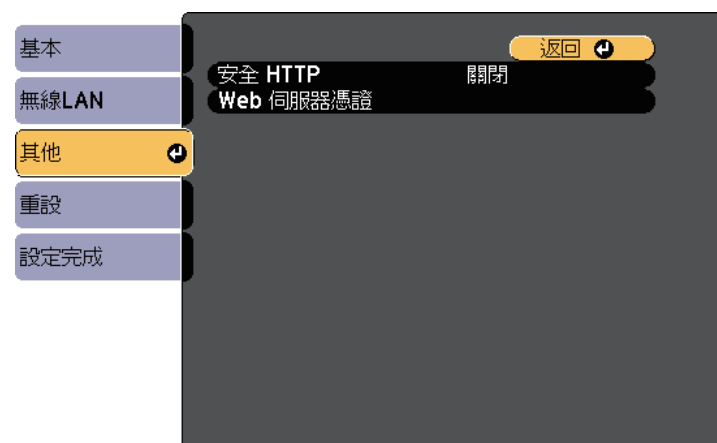 基本
無線LAN
其他
重設
設定完成
返回
安全 HTTP 關閉
Web 伺服器憑證